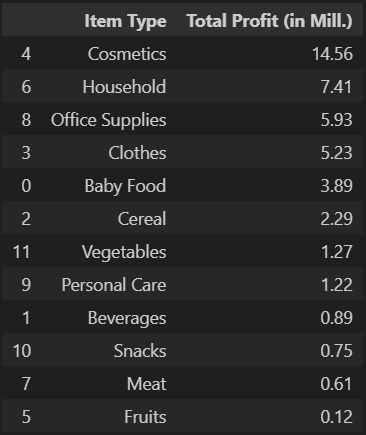 Item Type Total Profit (in Mill.)
4 Cosmetics 14.56
6 Household 7.41
8 Office Supplies 5.93
3 Clothes 5.23
0 Baby Food 3.89
2 Cereal 2.29
11 Vegetables 1.27
9 Personal Care 1.22
1 Beverages 0.89
10 Snacks 0.75
7 Meat 0.61
5 Fruits 0.12